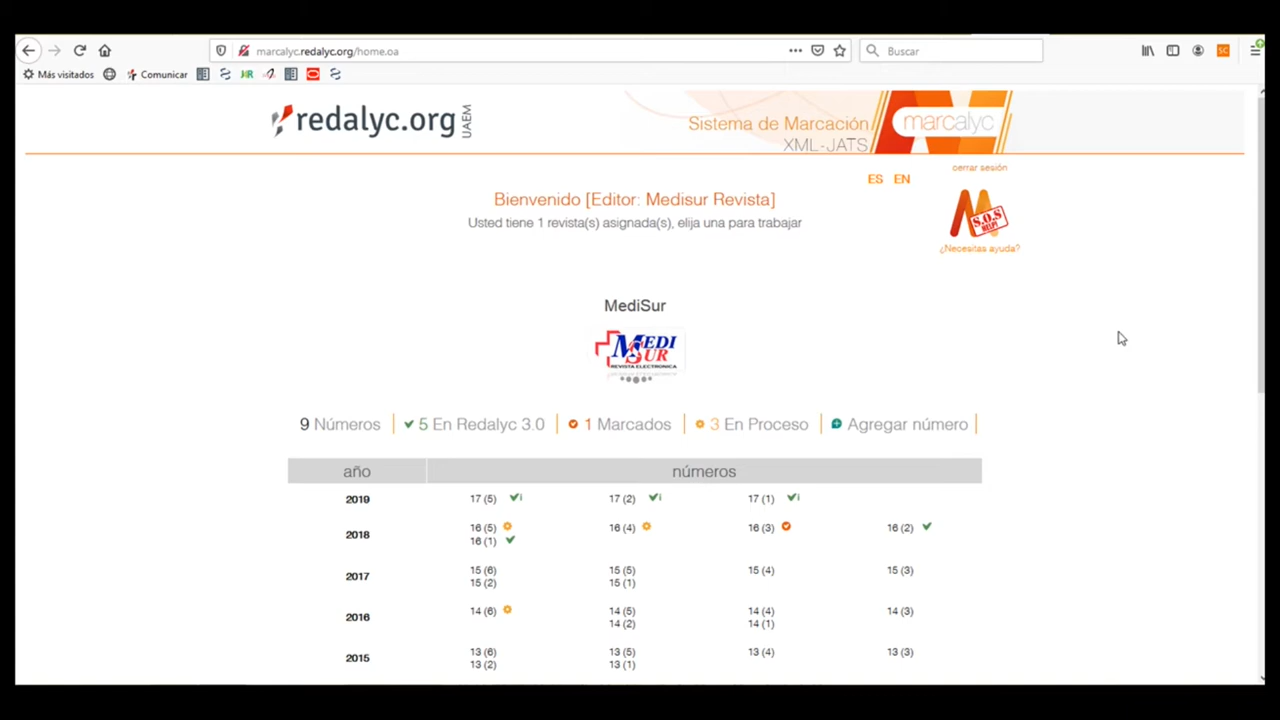 marcalyc.redalyc.org/home.oa
Buscar
Más visitados
Comunicar
redalyc.org
UAEM
Sistema de Marcación
XML-JATS
marcalyc
cerrar sesión
ES EN
Bienvenido [Editor: Medisur Revista]
Usted tiene 1 revista(s) asignada(s), elija una para trabajar
S.O.S
HELP!
¿Necesitas ayuda?
MediSur
MEDI
SUR
REVISTA ELECTRONICA
9 Números
5 En Redalyc 3.0
1 Marcados
3 En Proceso
Agregar número
año números
2019 17 (5) 17 (2) 17 (1)
2018 16 (5) 16 (4) 16 (3) 16 (2)
16 (1)
2017 15 (6) 15 (5) 15 (4) 15 (3)
15 (2) 15 (1)
2016 14 (6) 14 (5) 14 (4) 14 (3)
14 (2) 14 (1)
2015 13 (6) 13 (5) 13 (4) 13 (3)
13 (2) 13 (1)